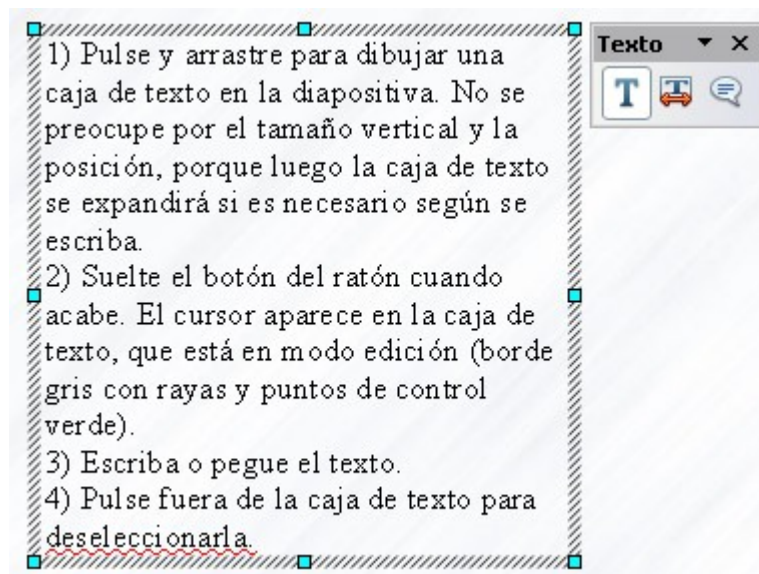 1) Pulse y arrastre para dibujar una
caja de texto en la diapositiva. No se
preocupe por el tamaño vertical y la
posición, porque luego la caja de texto
se expandirá si es necesario según se
escriba.
2) Suelte el botón del ratón cuando
acabe. El cursor aparece en la caja de
texto, que está en modo edición (borde
gris con rayas y puntos de control
verde).
3) Escriba o pegue el texto.
4) Pulse fuera de la caja de texto para
deseleccionarla.
Texto
T
T